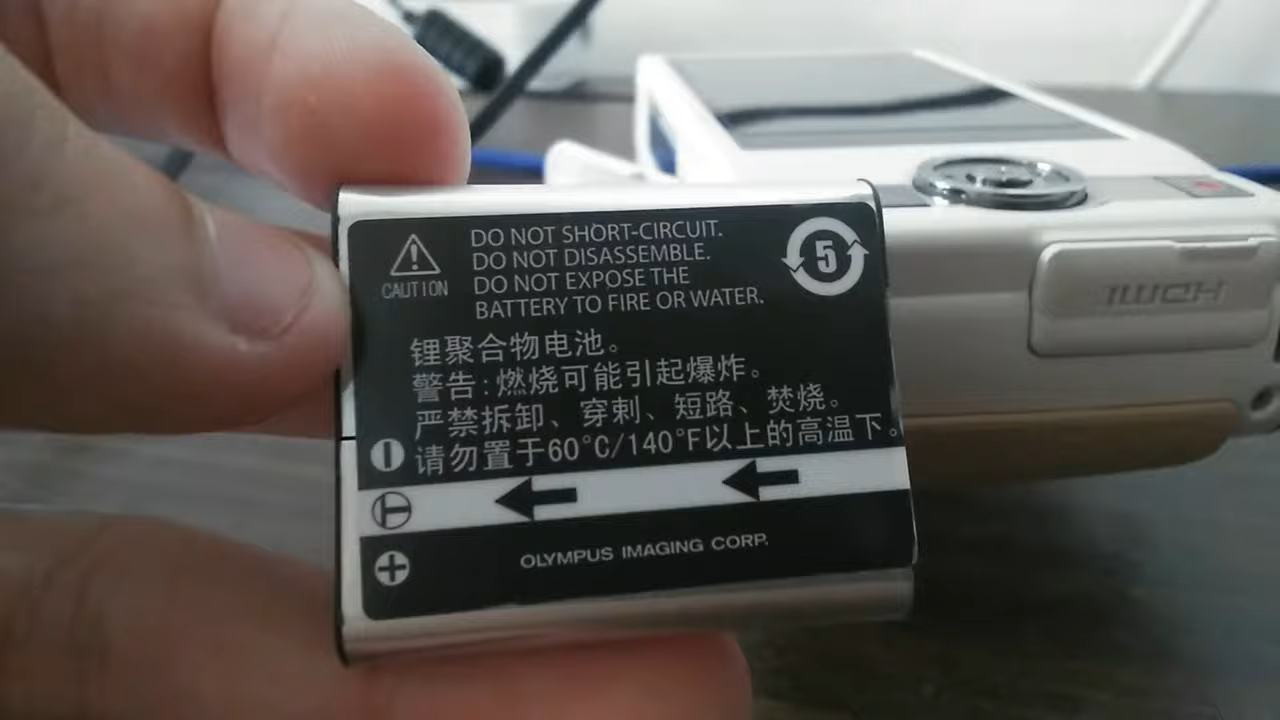 CAUTION
DO NOT SHORT-CIRCUIT.
DO NOT DISASSEMBLE.
DO NOT EXPOSE THE
BATTERY TO FIRE OR WATER.
5
锂聚合物电池。
警告:燃烧可能引起爆炸。
严禁拆卸、穿刺、短路、焚烧。
请勿置于60°C/140°F以上的高温下。
T
OLYMPUS IMAGING CORP.
HDMI